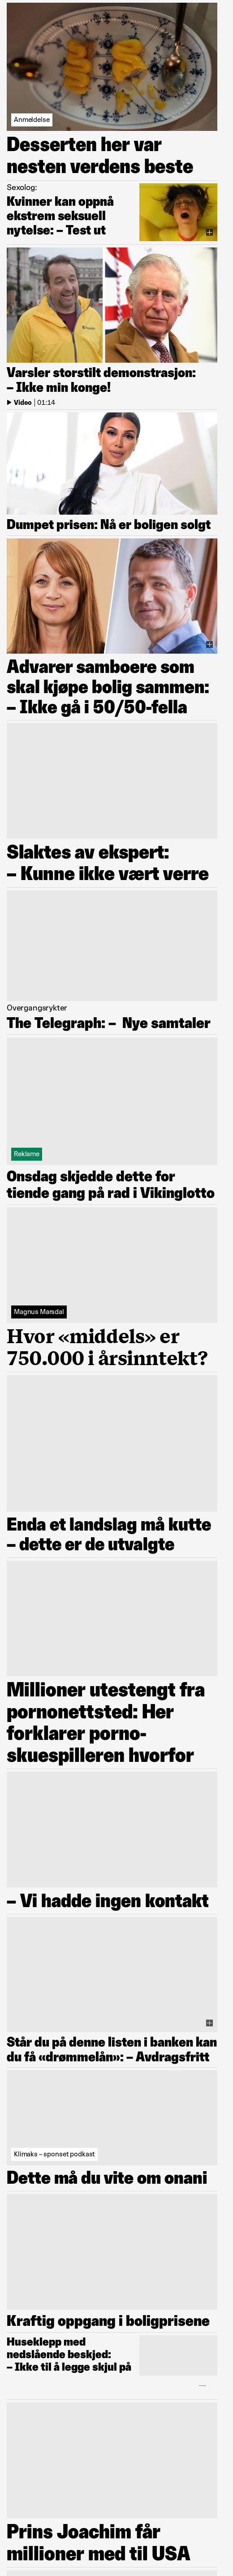 Anmeldelse
Desserten her var
nesten verdens beste
Sexolog:
Kvinner kan oppnå
ekstrem seksuell
nytelse: – Test ut
Varsler storstilt demonstrasjon:
– Ikke min konge!
Video | 01:14
Dumpet prisen: Nå er boligen solgt
Advarer samboere som
skal kjøpe bolig sammen:
– Ikke gå i 50/50-fella
Slaktes av ekspert:
– Kunne ikke vært verre
Overgangsrykter
The Telegraph: – Nye samtaler
Reklame
Onsdag skjedde dette for
tiende gang på rad i Vikinglotto
Magnus Marsdal
Hvor «middels» er
750.000 i årsinntekt?
Enda et landslag må kutte
– dette er de utvalgte
Millioner utestengt fra
pornonettsted: Her
forklarer porno-
skuespilleren hvorfor
– Vi hadde ingen kontakt
Står du på denne listen i banken kan
du få «drømmelån»: – Avdragsfritt
Klimaks – sponset podkast
Dette må du vite om onani
Kraftig oppgang i boligprisene
Huseklepp med
nedslående beskjed:
– Ikke til å legge skjul på
Prins Joachim får
millioner med til USA